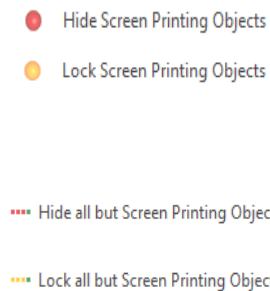 Hide Screen Printing Objects
Lock Screen Printing Objects
Hide all but Screen Printing Objec
Lock all but Screen Printing Objec